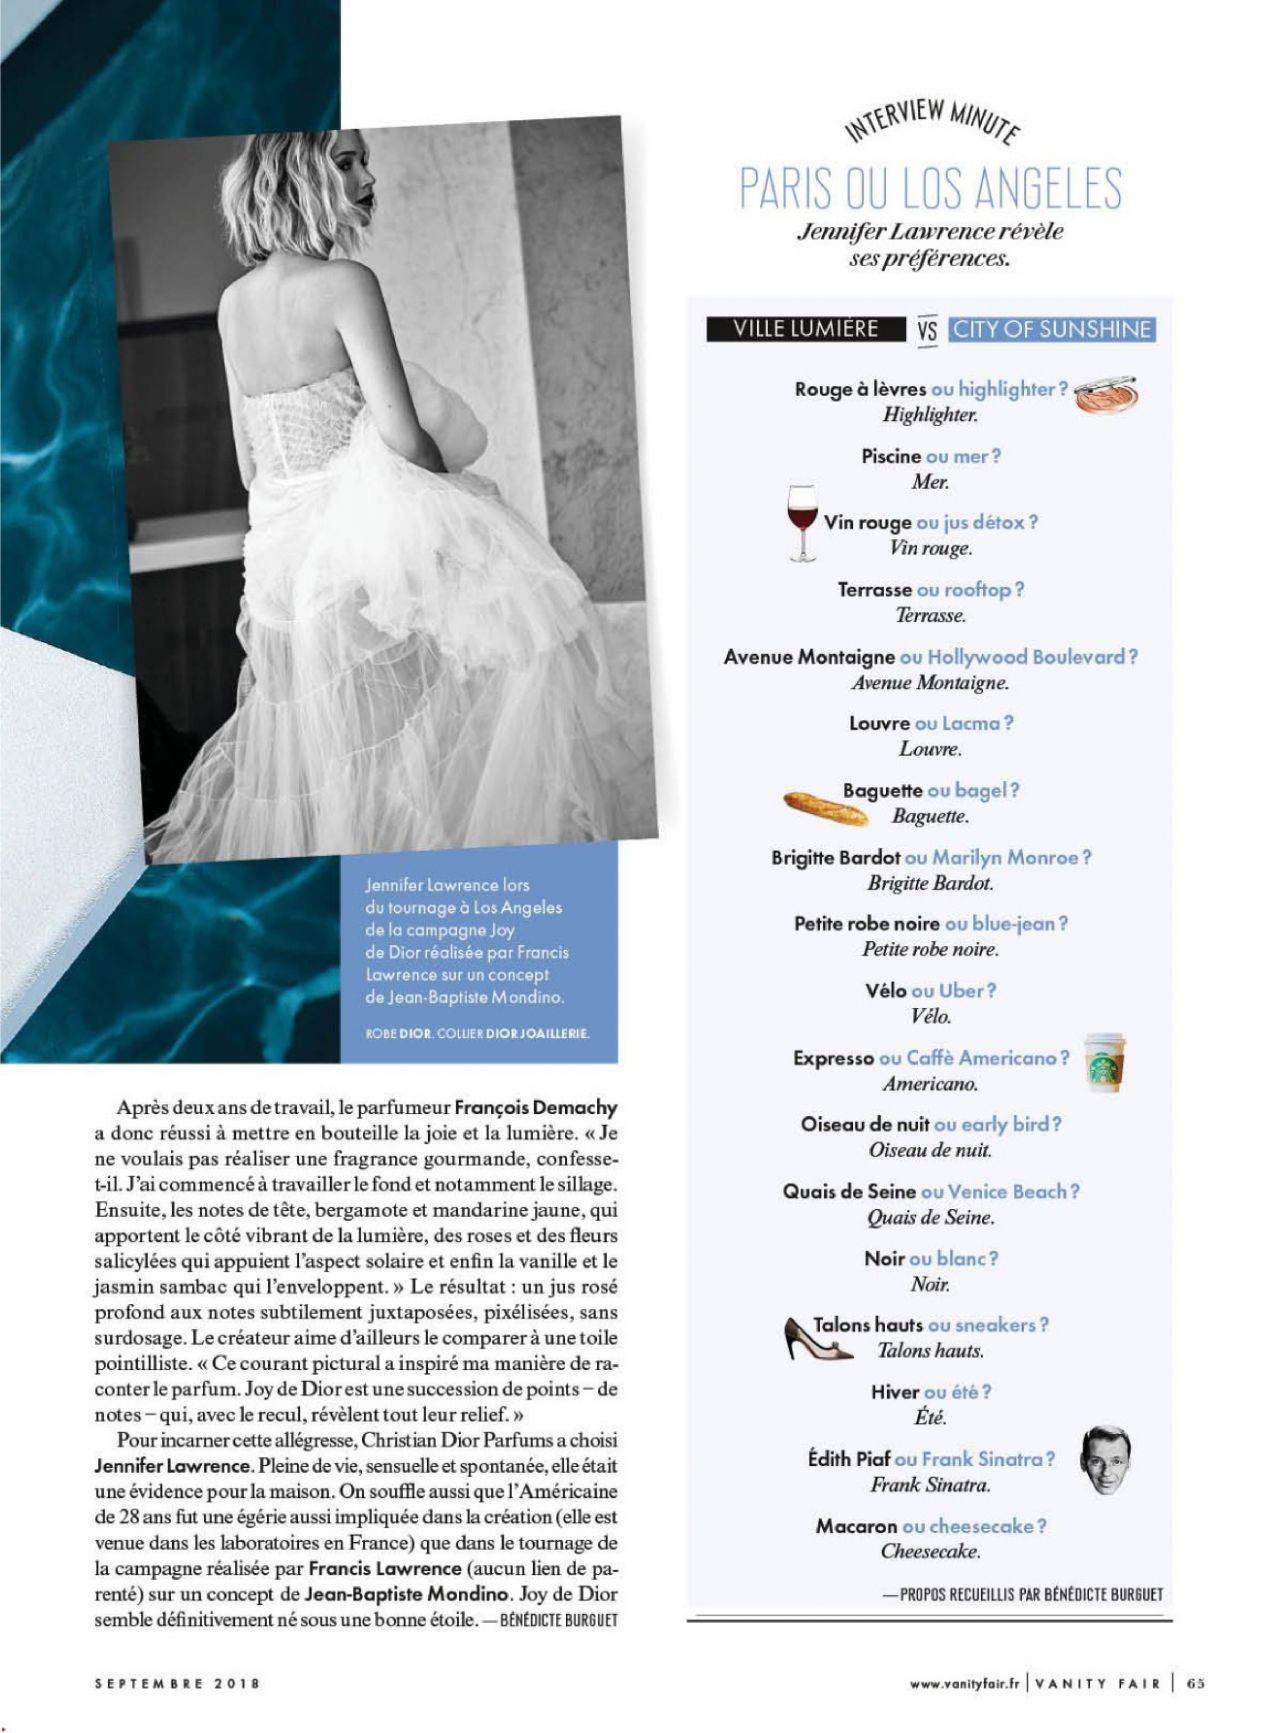 INTERVIEW MINUTE
PARIS OU LOS ANGELES
Jennifer Lawrence révèle
ses préférences.
VILLE LUMIÈRE VS CITY OF SUNSHINE
Rouge à lèvres ou highlighter ?
Highlighter.
Piscine ou mer ?
Mer.
Vin rouge ou jus détox ?
Vin rouge.
Terrasse ou rooftop ?
Terrasse.
Avenue Montaigne ou Hollywood Boulevard ?
Avenue Montaigne.
Louvre ou Lacma ?
Louvre.
Baguette ou bagel ?
Baguette.
Brigitte Bardot ou Marilyn Monroe ?
Brigitte Bardot.
Petite robe noire ou blue-jean ?
Petite robe noire.
Vélo ou Uber ?
Vélo.
Expresso ou Caffè Americano ?
Americano.
Oiseau de nuit ou early bird ?
Oiseau de nuit.
Quais de Seine ou Venice Beach ?
Quais de Seine.
Noir ou blanc ?
Noir.
Talons hauts ou sneakers ?
Talons hauts.
Hiver ou été ?
Été.
Édith Piaf ou Frank Sinatra ?
Frank Sinatra.
Macaron ou cheesecake ?
Cheesecake.
—PROPOS RECUEILLIS PAR BÉNÉDICTE BURGUET
Jennifer Lawrence lors
du tournage à Los Angeles
de la campagne Joy
de Dior réalisée par Francis
Lawrence sur un concept
de Jean-Baptiste Mondino.
ROBE DIOR. COLLIER DIOR JOAILLERIE.
Après deux ans de travail, le parfumeur François Demachy
a donc réussi à mettre en bouteille la joie et la lumière. « Je
ne voulais pas réaliser une fragrance gourmande, confesse-
t-il. J’ai commencé à travailler le fond et notamment le sillage.
Ensuite, les notes de tête, bergamote et mandarine jaune, qui
apportent le côté vibrant de la lumière, des roses et des fleurs
salicylées qui appuient l’aspect solaire et enfin la vanille et le
jasmin sambac qui l’enveloppent. » Le résultat : un jus rosé
profond aux notes subtilement juxtaposées, pixélisées, sans
surdosage. Le créateur aime d’ailleurs le comparer à une toile
pointilliste. « Ce courant pictural a inspiré ma manière de ra-
conter le parfum. Joy de Dior est une succession de points – de
notes – qui, avec le recul, révèlent tout leur relief. »
Pour incarner cette allégresse, Christian Dior Parfums a choisi
Jennifer Lawrence. Pleine de vie, sensuelle et spontanée, elle était
une évidence pour la maison. On souffle aussi que l’Américaine
de 28 ans fut une égérie aussi impliquée dans la création (elle est
venue dans les laboratoires en France) que dans le tournage de
la campagne réalisée par Francis Lawrence (aucun lien de pa-
renté) sur un concept de Jean-Baptiste Mondino. Joy de Dior
semble définitivement né sous une bonne étoile. — BÉNÉDICTE BURGUET
SEPTEMBRE 2018
www.vanityfair.fr | VANITY FAIR | 65